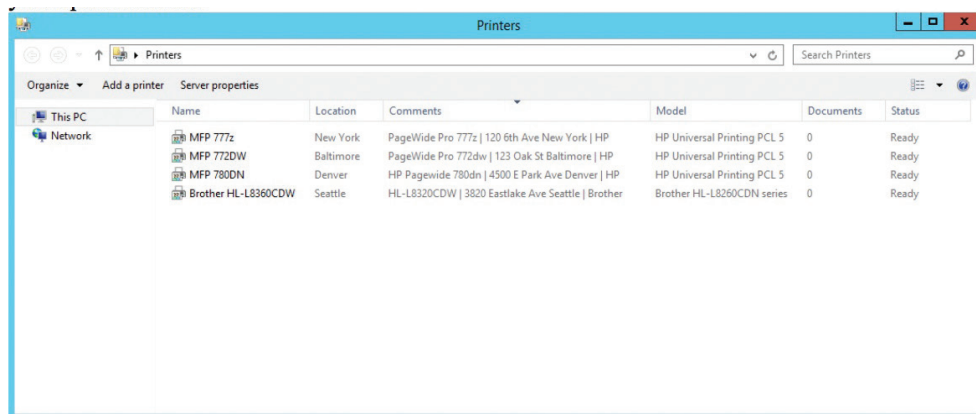 Printers
Printers
Search Printers
Organize
Add a printer
Server properties
This PC
Network
Name Location Comments Model Documents Status
MFP 777z New York PageWide Pro 777z | 120 6th Ave New York | HP HP Universal Printing PCL 5 0 Ready
MFP 772DW Baltimore PageWide Pro 772dw | 123 Oak St Baltimore | HP HP Universal Printing PCL 5 0 Ready
MFP 780DN Denver HP Pagewide 780dn | 4500 E Park Ave Denver | HP HP Universal Printing PCL 5 0 Ready
Brother HL-L8360CDW Seattle HL-L8320CDW | 3820 Eastlake Ave Seattle | Brother Brother HL-L8260CDN series 0 Ready